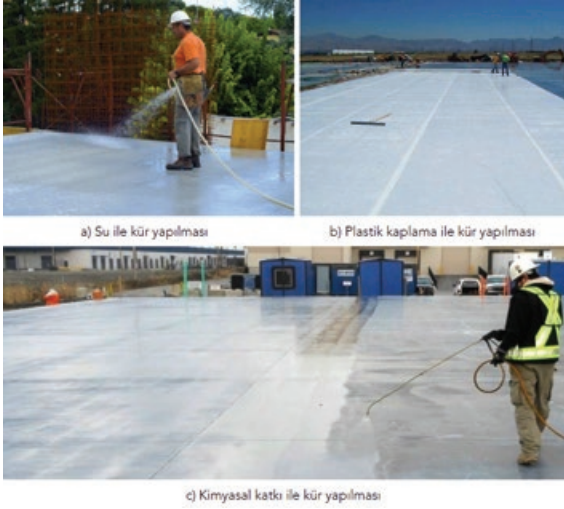 a) Su ile kür yapılması
b) Plastik kaplama ile kür yapılması
c) Kimyasal katkı ile kür yapılması